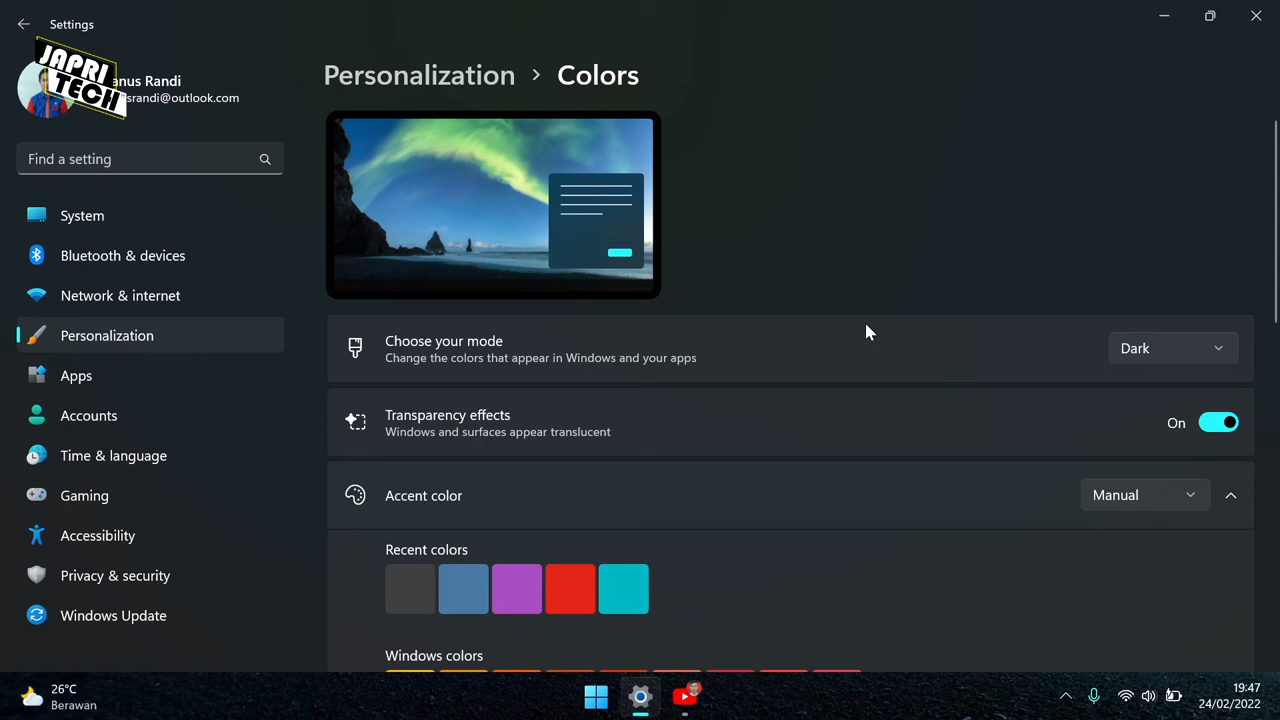 Settings
JAPRI
TECH
anus Randi
srandi@outlook.com
Find a setting
System
Bluetooth & devices
Network & internet
Personalization
Apps
Accounts
Time & language
Gaming
Accessibility
Privacy & security
Windows Update
Personalization > Colors
Choose your mode
Change the colors that appear in Windows and your apps
Dark
Transparency effects
Windows and surfaces appear translucent
On
Accent color
Manual
Recent colors
Windows colors
26°C
Berawan
19:47
24/02/2022